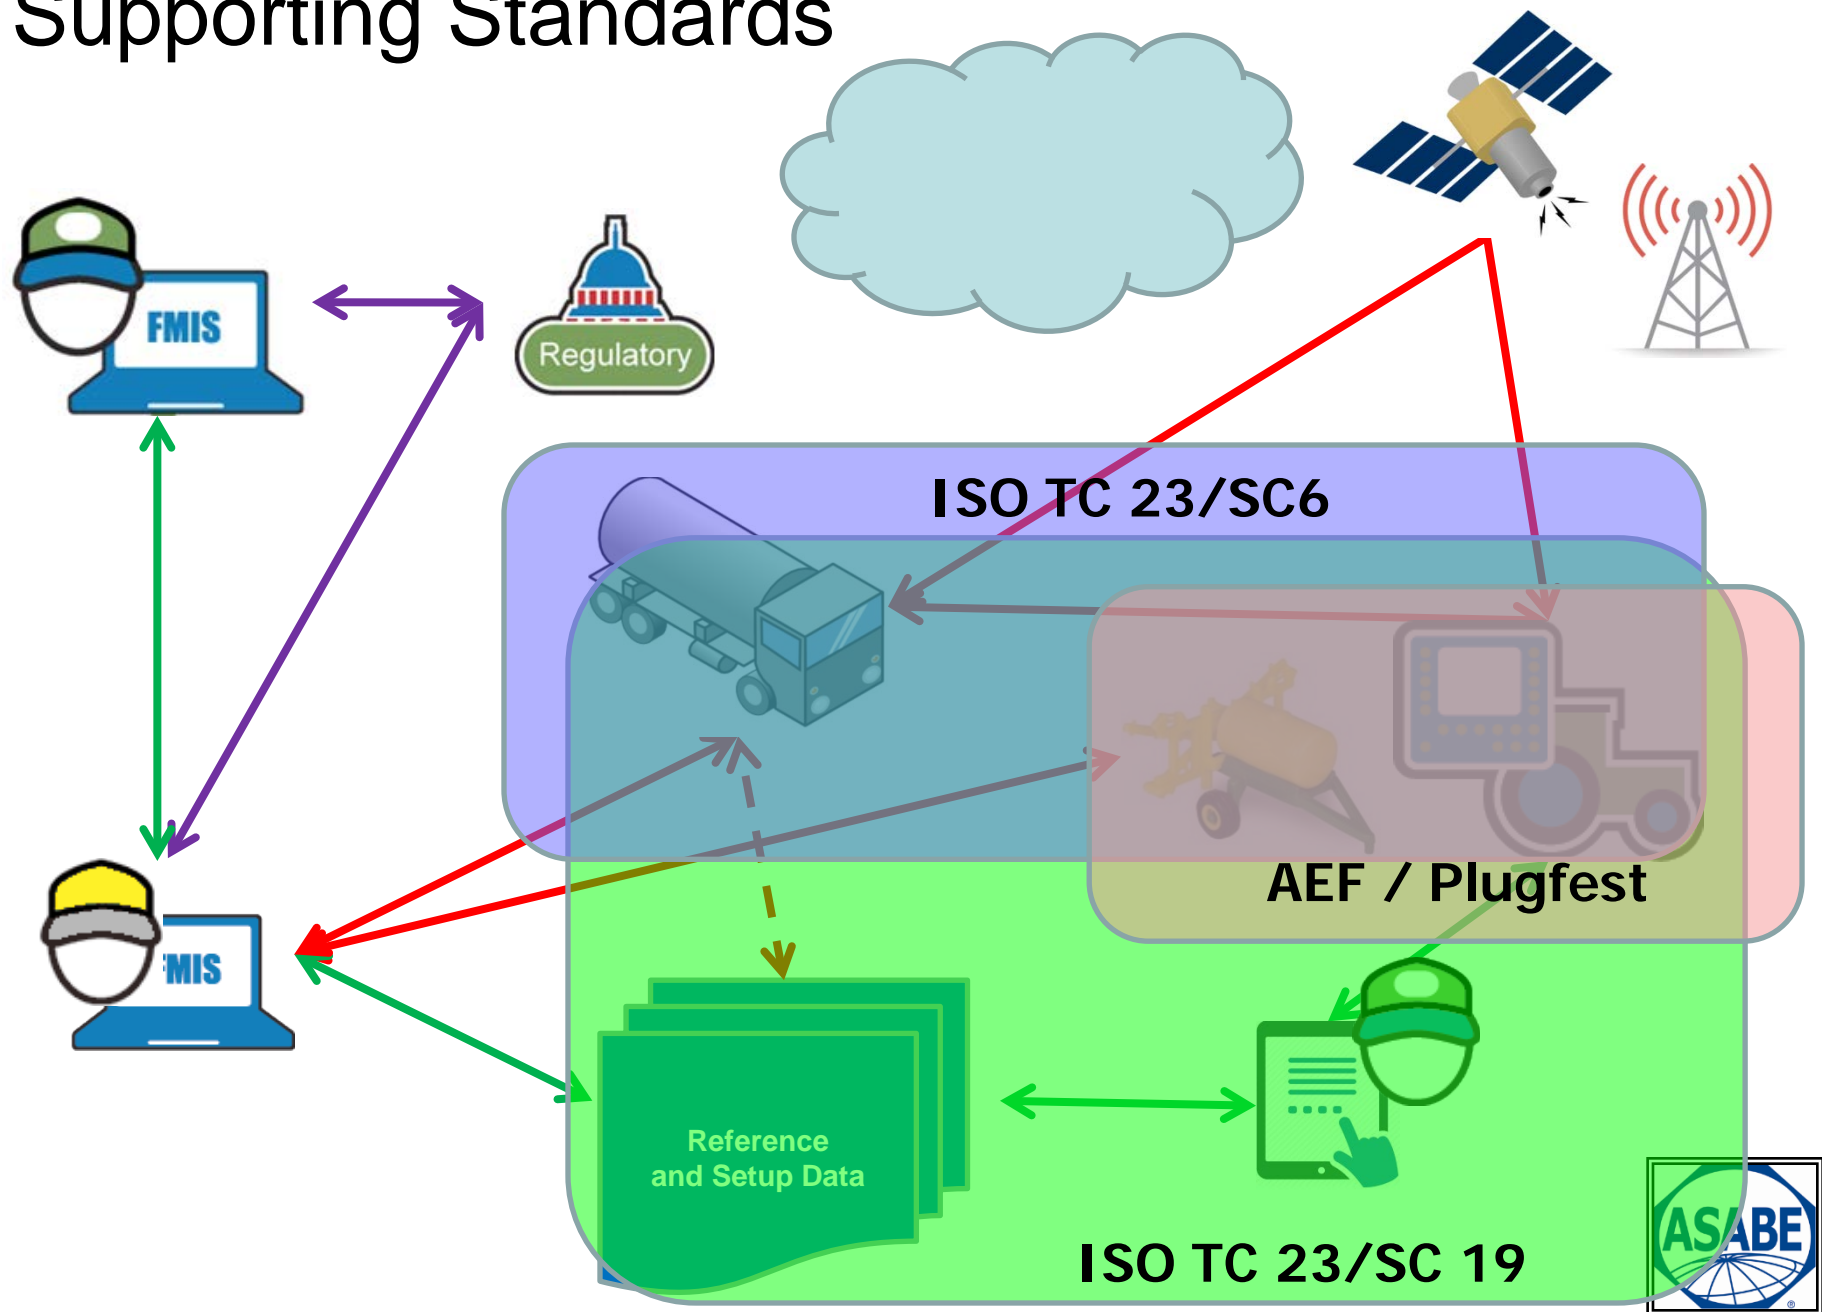 Supporting Standards
FMIS
Regulatory
ISO TC 23/SC6
AEF / Plugfest
MIS
Reference
and Setup Data
ISO TC 23/SC 19
ASABE